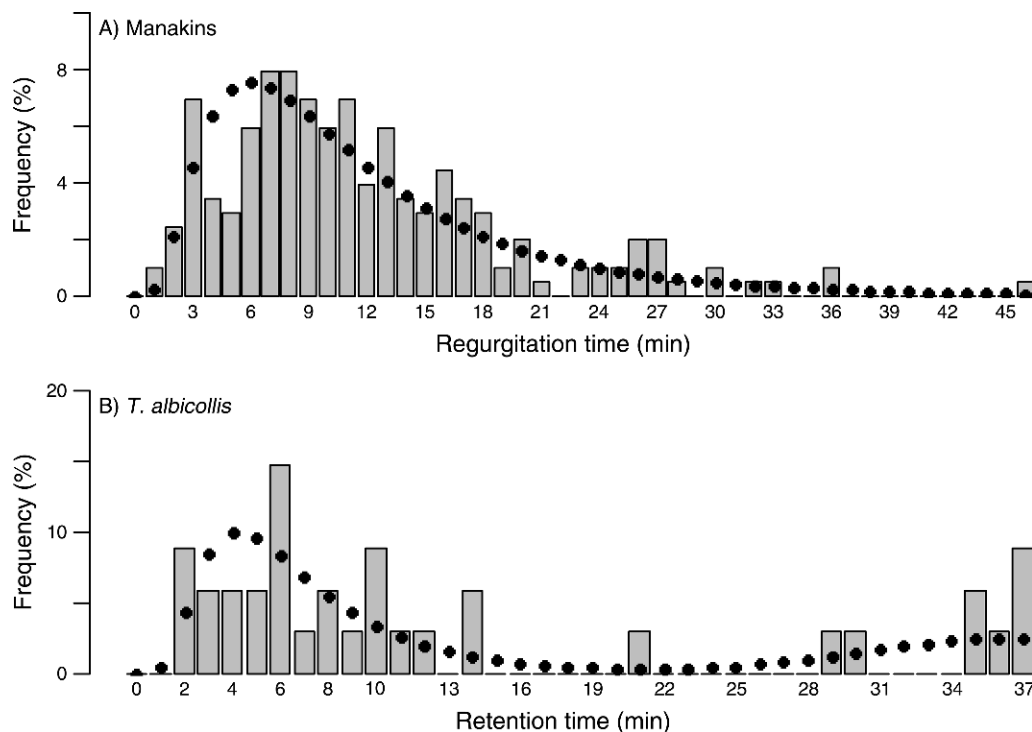 A) Manakins
Frequency (%)
8
4
0
0 3 6 9 12 15 18 21 24 27 30 33 36 39 42 45
Regurgitation time (min)
B) T. albicollis
Frequency (%)
20
10
0
0 2 4 6 8 10 13 16 19 22 25 28 31 34 37
Retention time (min)